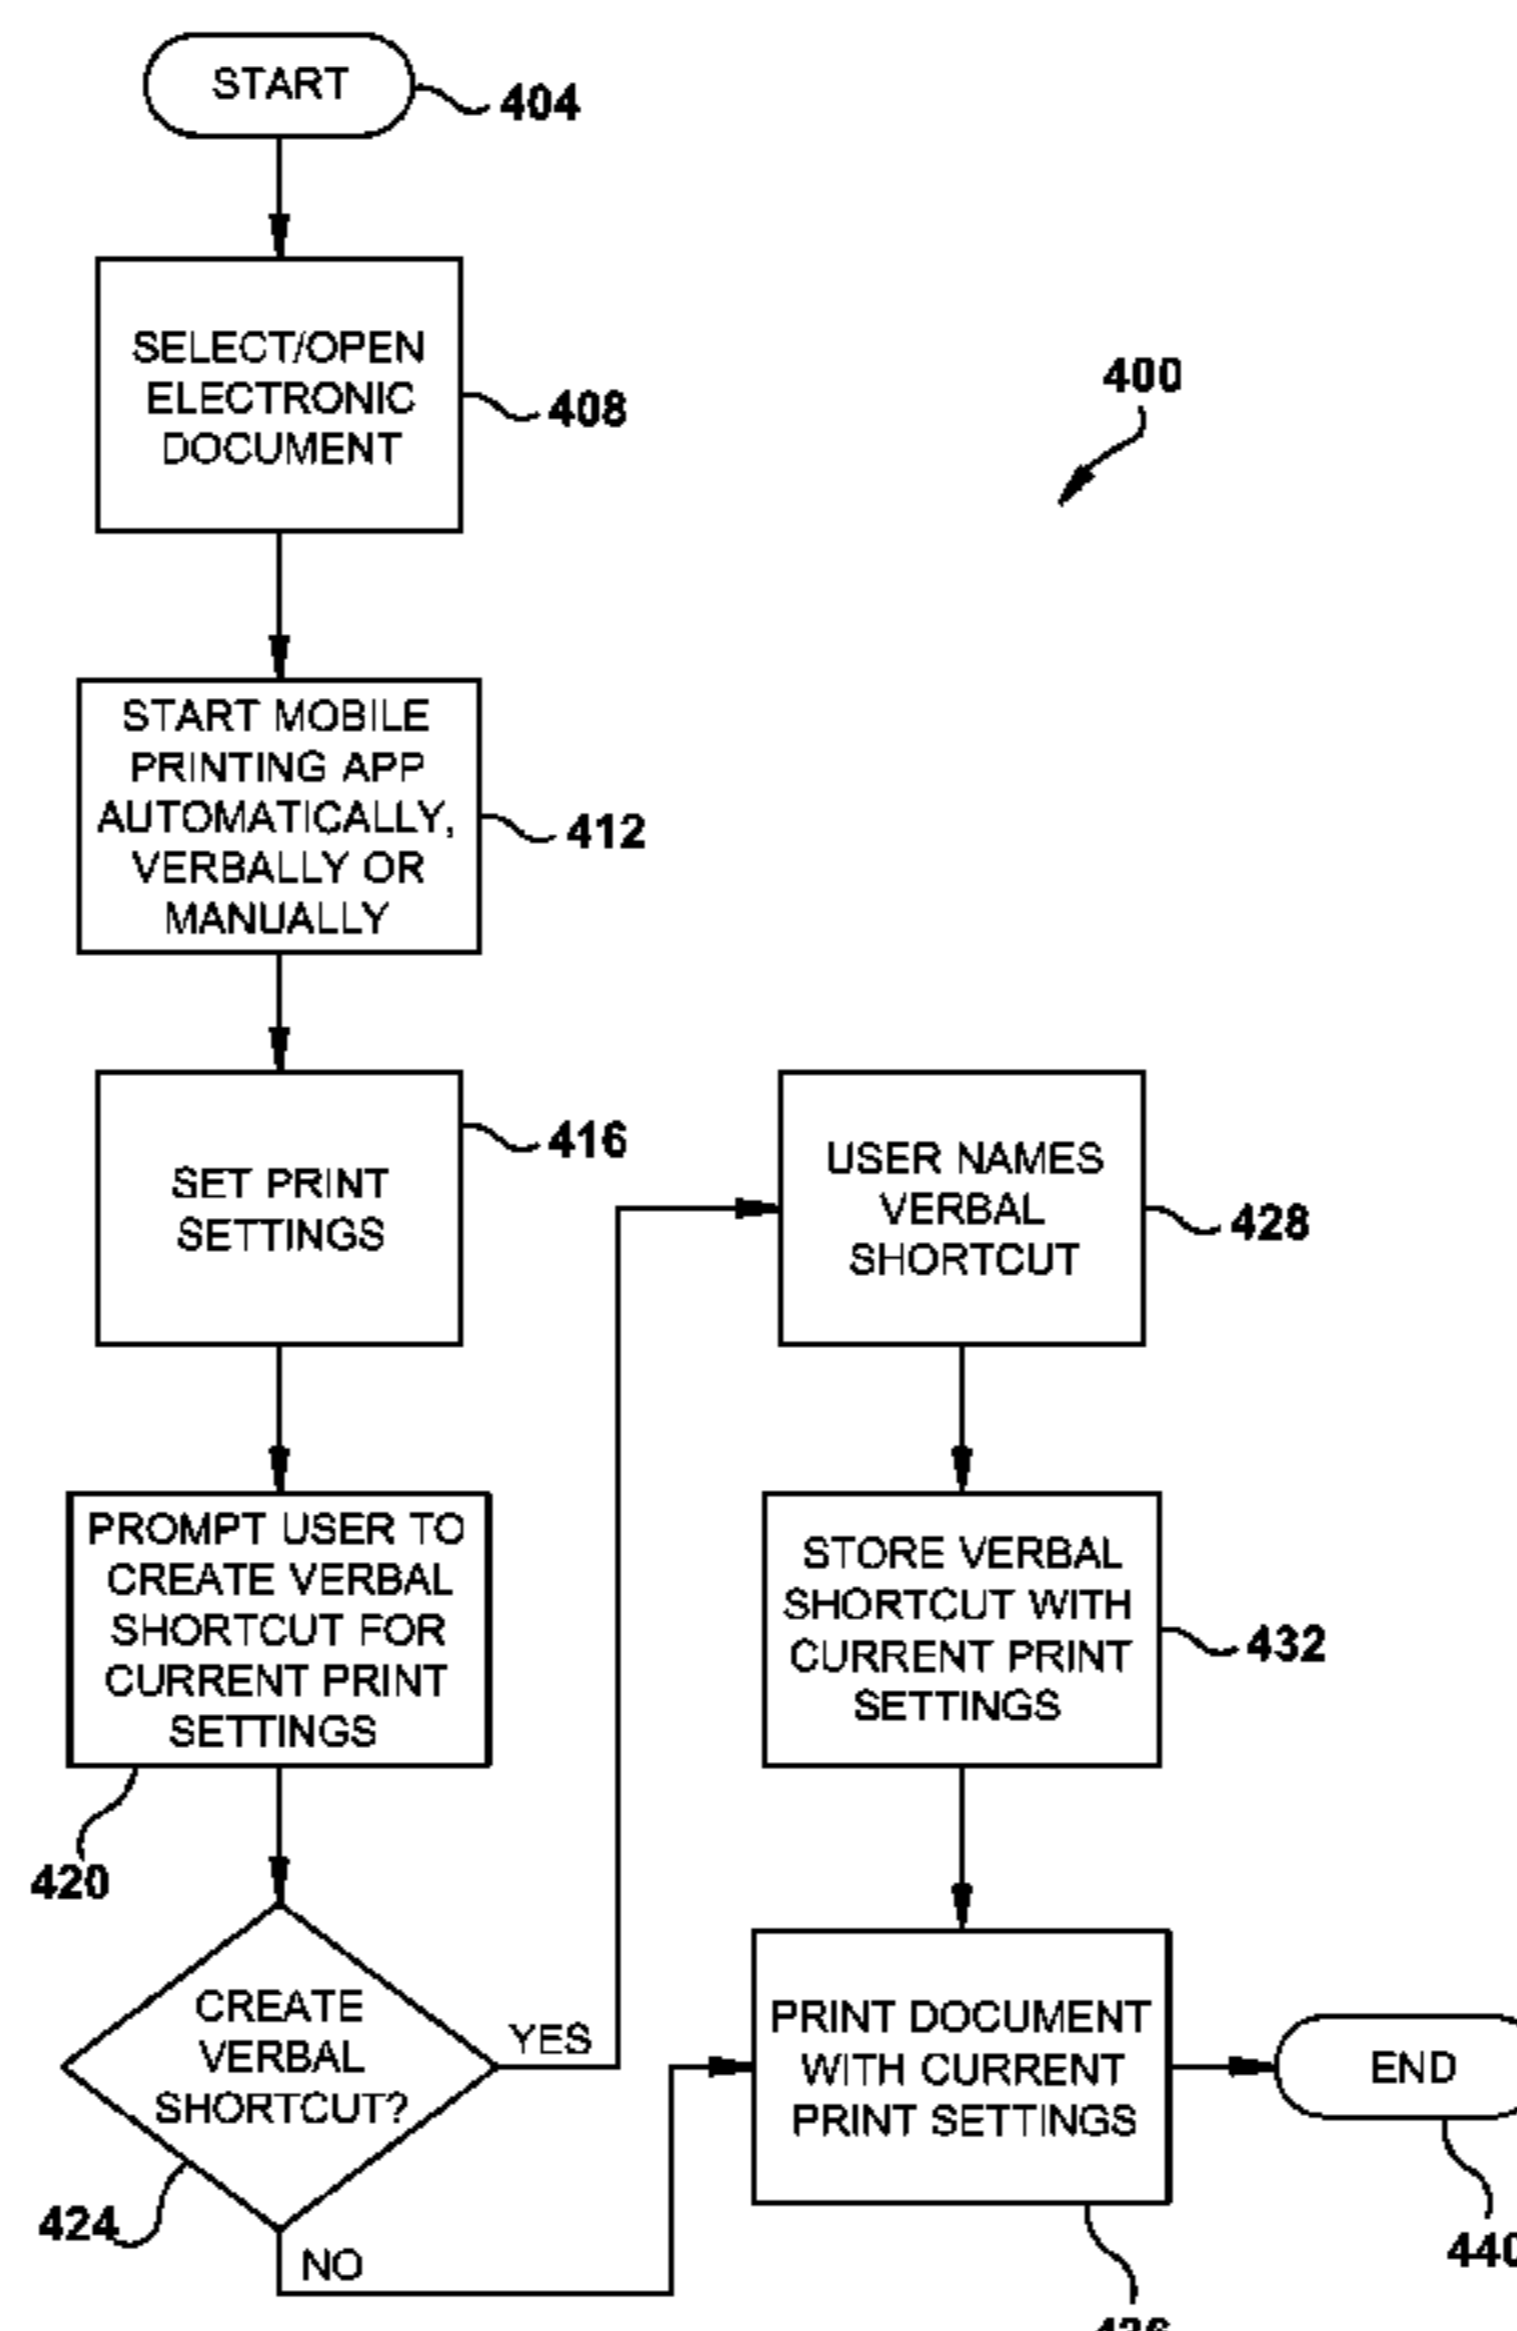 START
404
SELECT/OPEN
ELECTRONIC
DOCUMENT
408
400
START MOBILE
PRINTING APP
AUTOMATICALLY,
VERBALLY OR
MANUALLY
412
SET PRINT
SETTINGS
416
PROMPT USER TO
CREATE VERBAL
SHORTCUT FOR
CURRENT PRINT
SETTINGS
420
CREATE
VERBAL
SHORTCUT?
424
YES
NO
USER NAMES
VERBAL
SHORTCUT
428
STORE VERBAL
SHORTCUT WITH
CURRENT PRINT
SETTINGS
432
PRINT DOCUMENT
WITH CURRENT
PRINT SETTINGS
436
END
440